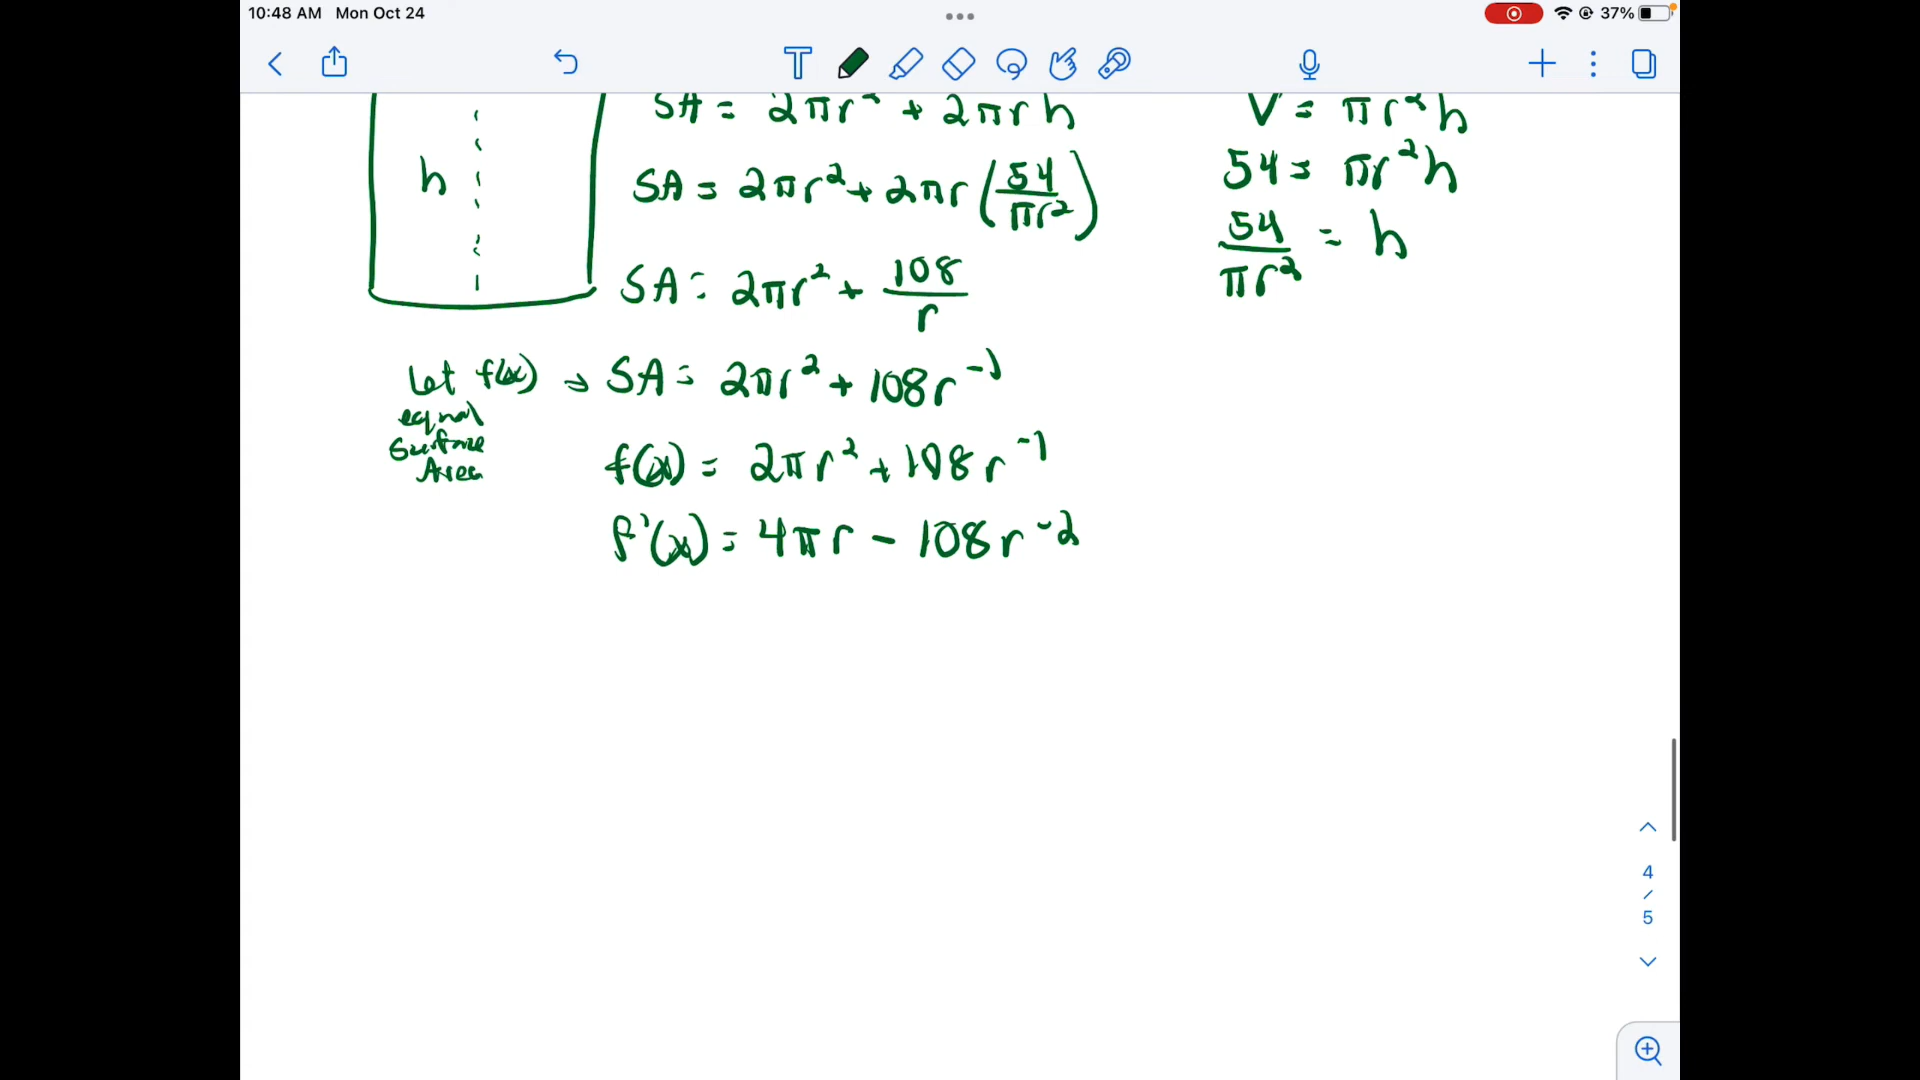 10:48 AM Mon Oct 24
37%
T
SA = 2πr² + 2πrh
V = πr²h
h
SA = 2πr² + 2πr (54/πr²)
54 = πr²h
54/πr² = h
SA = 2πr² + 108/r
Let f(x) → SA = 2πr² + 108r⁻¹
equal
Surface
Area
f(x) = 2πr² + 108r⁻¹
f'(x) = 4πr - 108r⁻²
4
/
5